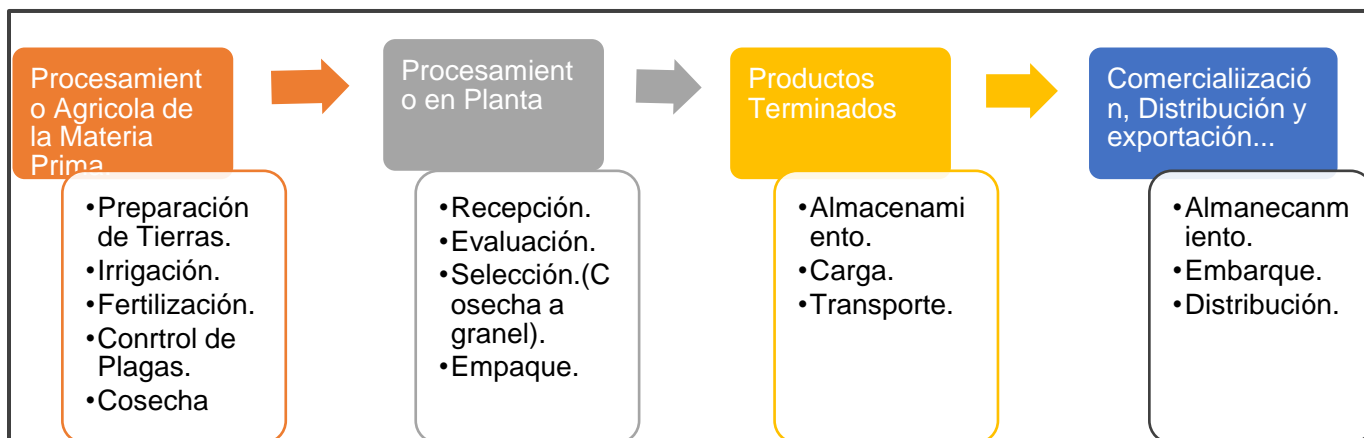 Procesamient
o Agricola de
la Materia
Prima.
•Preparación
de Tierras.
•Irrigación.
•Fertilización.
•Conrtrol de
Plagas.
•Cosecha
Procesamient
o en Planta
•Recepción.
•Evaluación.
•Selección.(C
osecha a
granel).
•Empaque.
Productos
Terminados
•Almacenami
ento.
•Carga.
•Transporte.
Comercialiizació
n, Distribución y
exportación...
•Almanecanm
iento.
•Embarque.
•Distribución.